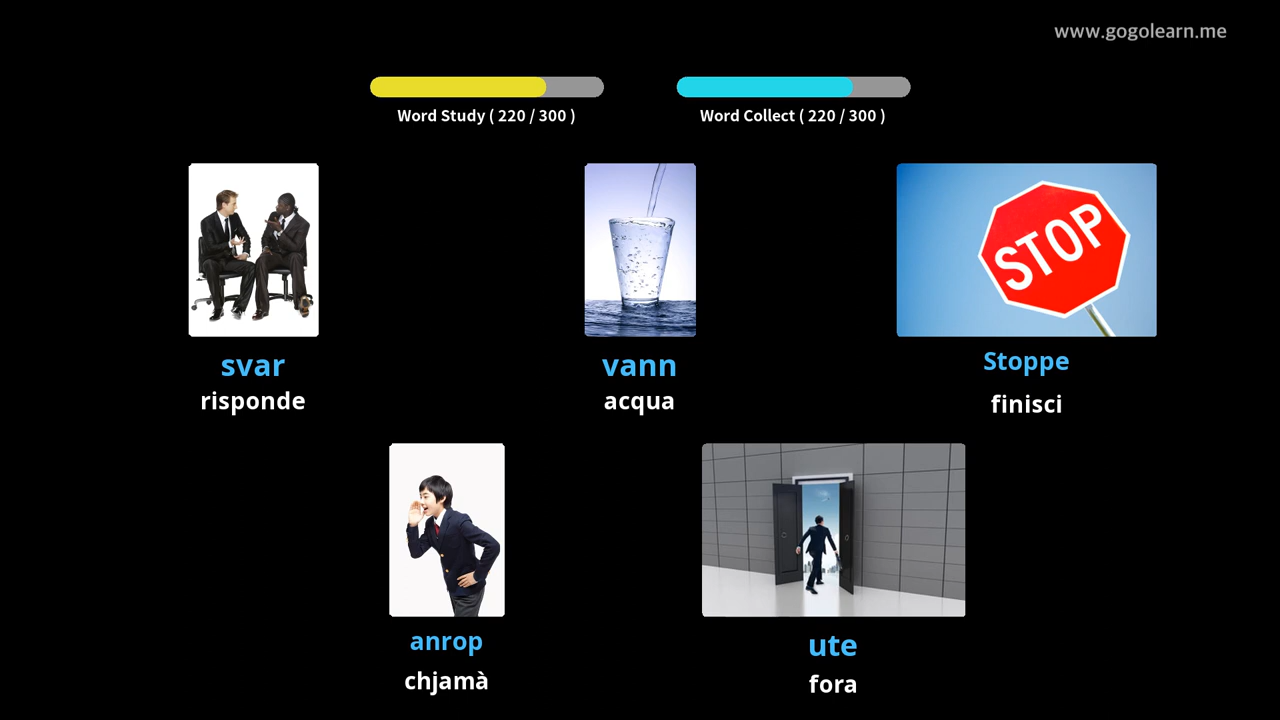 www.gogolearn.me
Word Study ( 220 / 300 )
Word Collect ( 220 / 300 )
STOP
svar
risponde
vann
acqua
Stoppe
finisci
anrop
chjamà
ute
fora